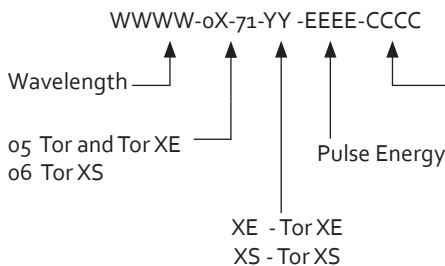 WWWW-0X-71-YY -EEEE-CCCC
Wavelength
05 Tor and Tor XE
06 Tor XS
Pulse Energy
XE - Tor XE
XS - Tor XS